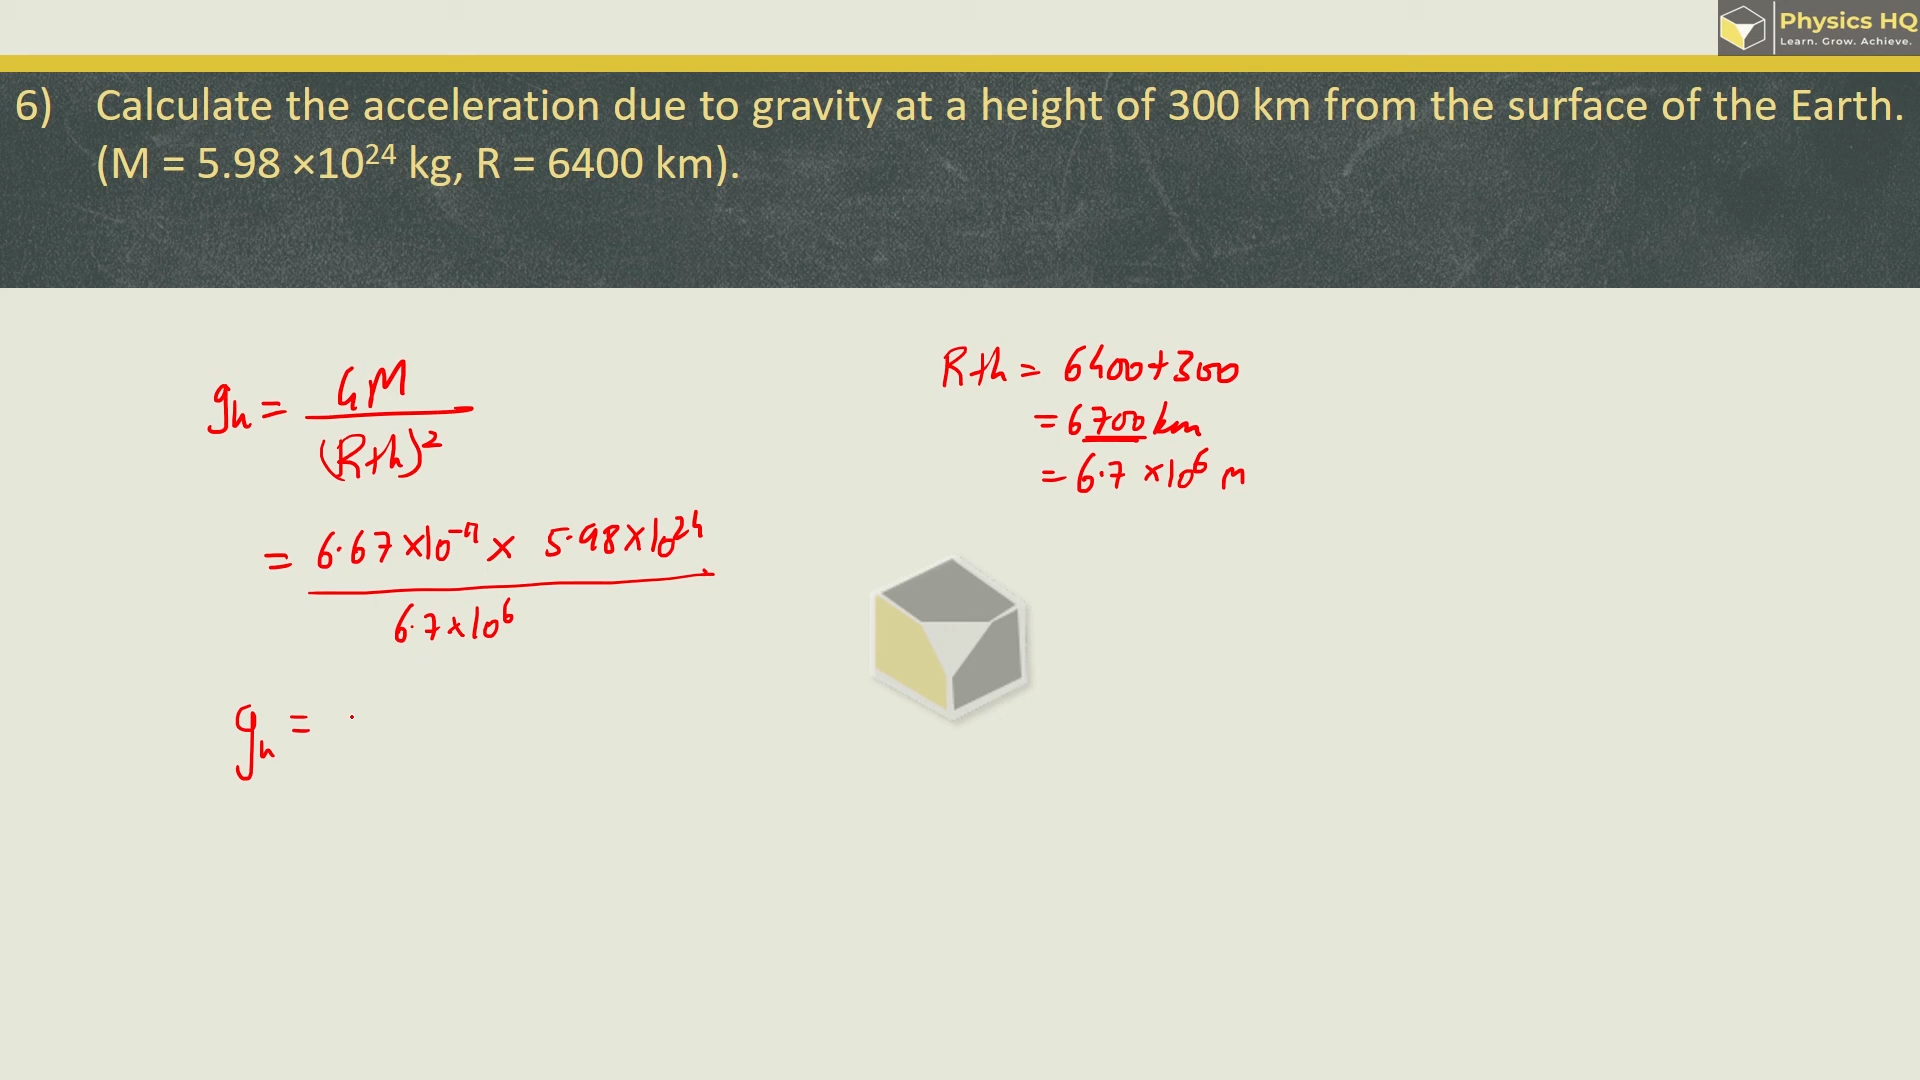 Physics HQ
Learn. Grow. Achieve.
6) Calculate the acceleration due to gravity at a height of 300 km from the surface of the Earth.
(M = 5.98 ×10²⁴ kg, R = 6400 km).
gₕ = GM / (R+h)²
= 6.67 ×10⁻¹¹ × 5.98×10²⁴ / 6.7×10⁶
gₕ =
R+h = 6400+300
= 6700 km
= 6.7 ×10⁶ m